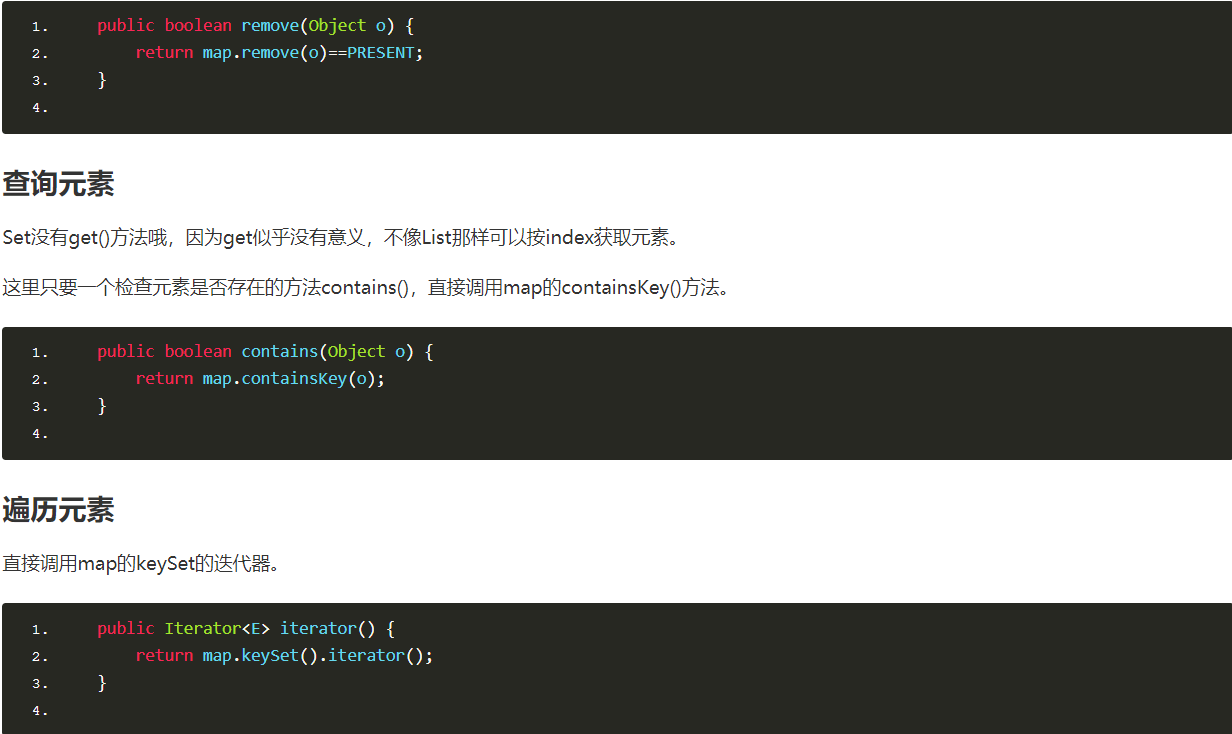 1. public boolean remove(Object o) {
2. return map.remove(o)==PRESENT;
3. }
4.
查询元素
Set没有get()方法哦，因为get似乎没有意义，不像List那样可以按index获取元素。
这里只要一个检查元素是否存在的方法contains()，直接调用map的containsKey()方法。
1. public boolean contains(Object o) {
2. return map.containsKey(o);
3. }
4.
遍历元素
直接调用map的keySet的迭代器。
1. public Iterator<E> iterator() {
2. return map.keySet().iterator();
3. }
4.